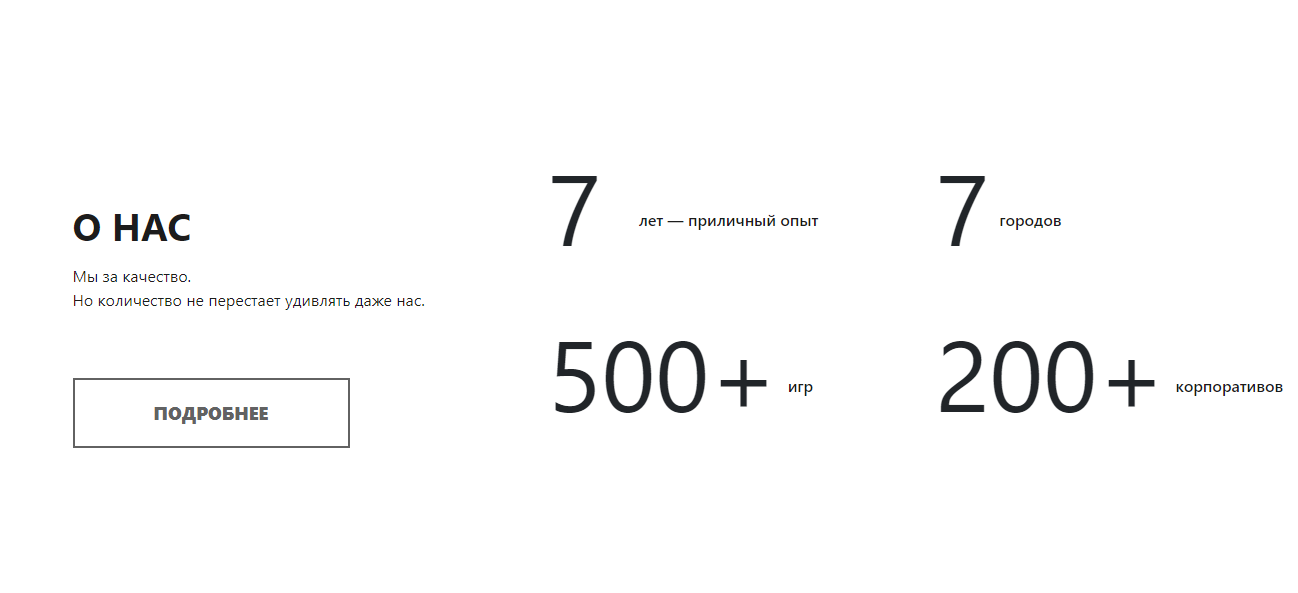 О НАС
Мы за качество.
Но количество не перестает удивлять даже нас.
ПОДРОБНЕЕ
7 лет — приличный опыт
7 городов
500+ игр
200+ корпоративов